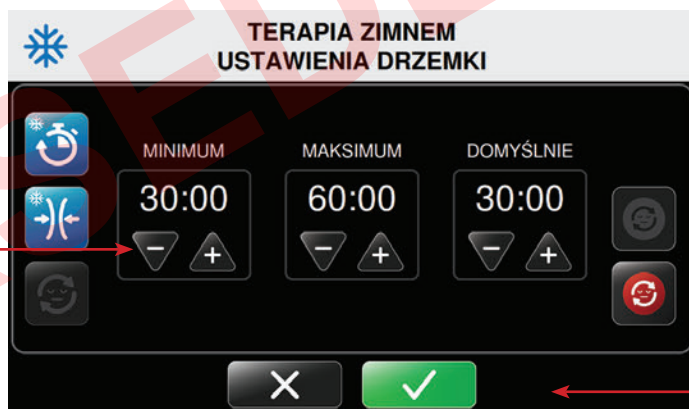 TERAPIA ZIMNEM
USTAWIENIA DRZEMKI
MINIMUM MAKSIMUM DOMYŚLNIE
30:00 60:00 30:00
− + − + − +